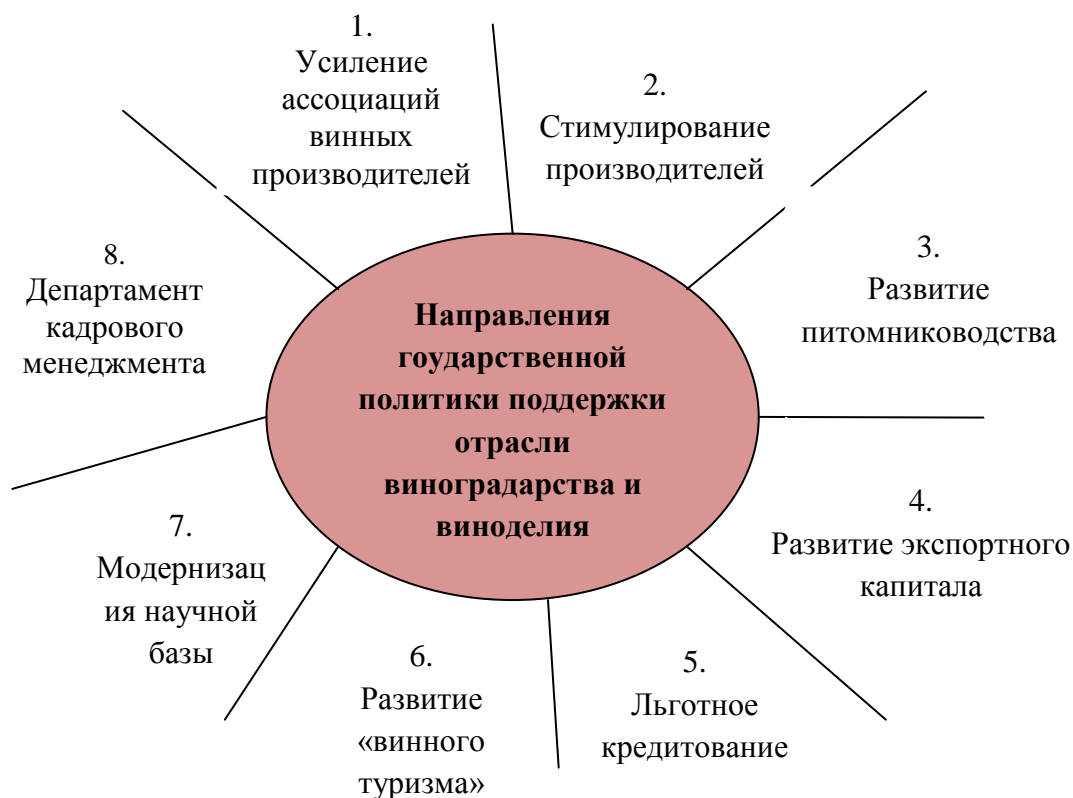 1.
Усиление
ассоциаций
винных
производителей
2.
Стимулирование
производителей
3.
Развитие
питомниководства
4.
Развитие экспортного
капитала
5.
Льготное
кредитование
6.
Развитие
«винного
туризма»
7.
Модернизац
ия научной
базы
8.
Департамент
кадрового
менеджмента
Направления
гоударственной
политики поддержки
отрасли
виноградарства и
виноделия